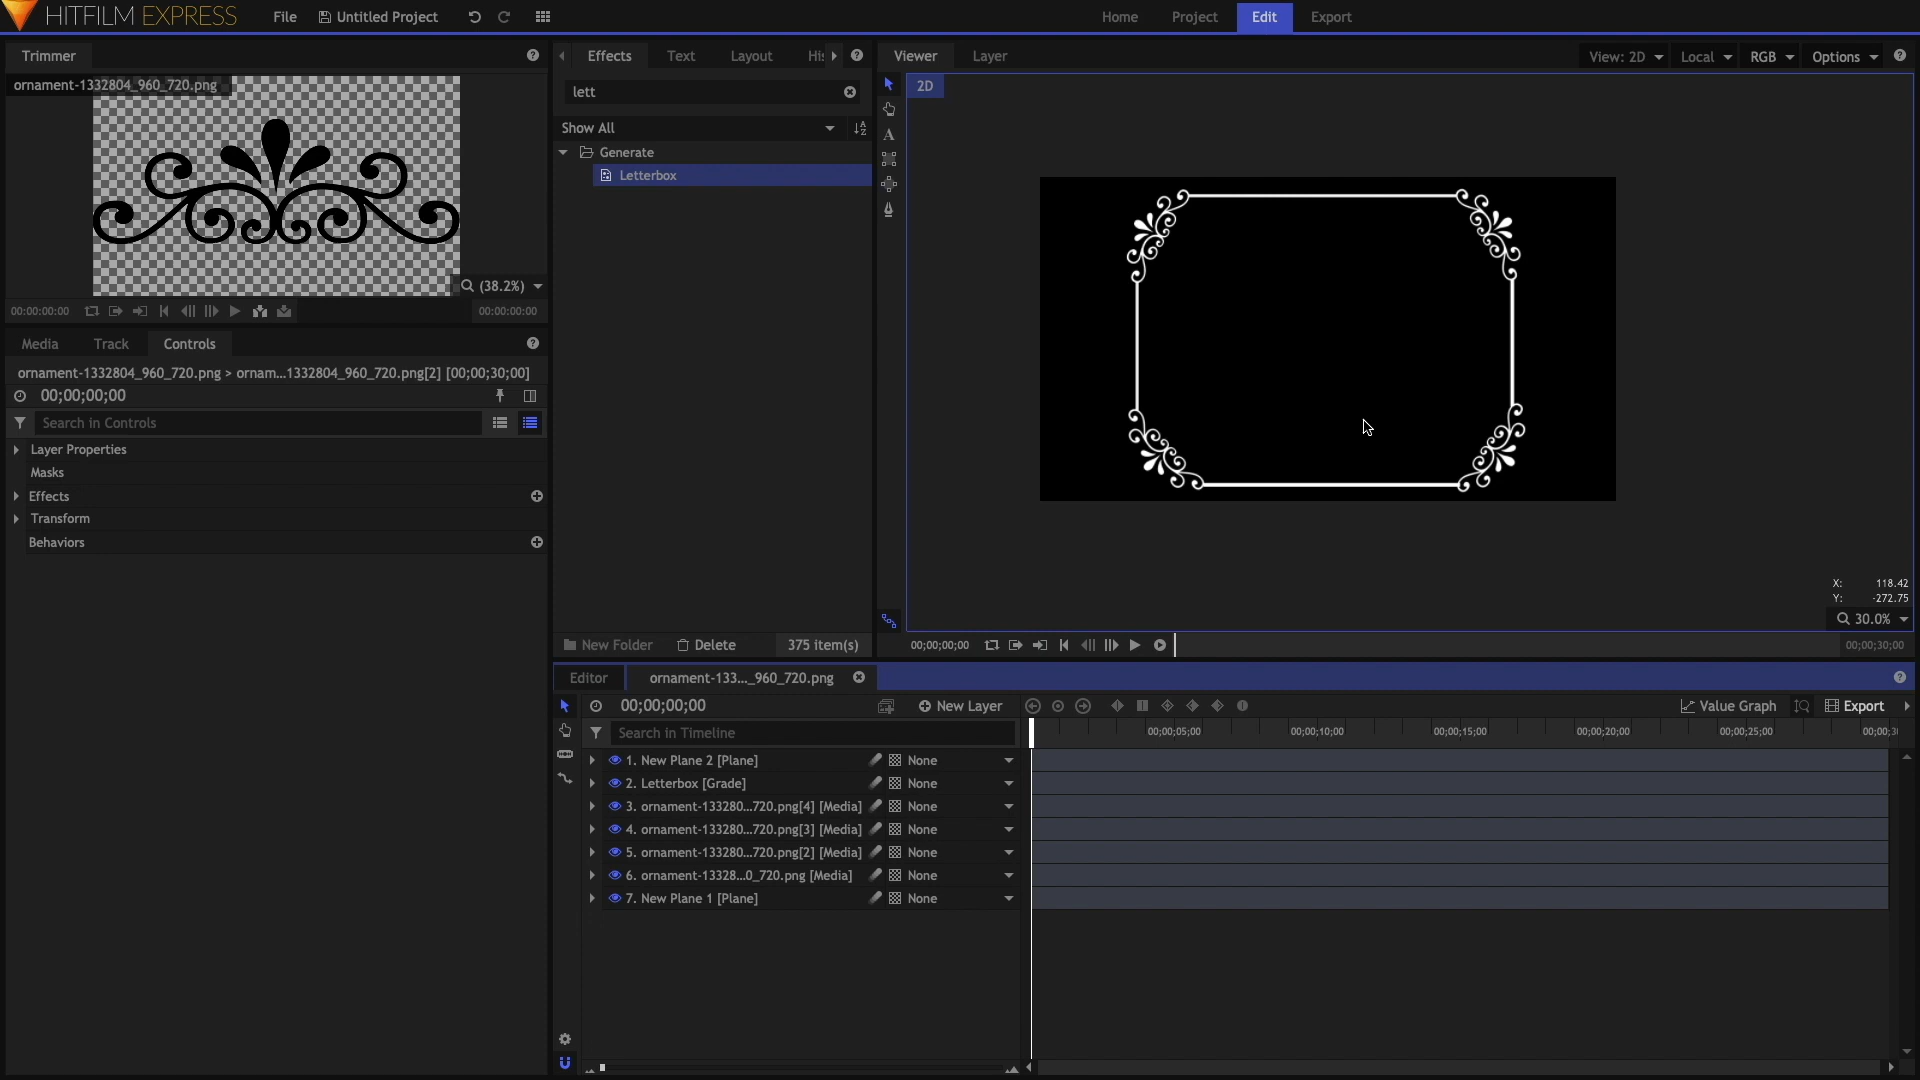 HITFILM EXPRESS
File
Untitled Project
Home
Project
Edit
Export
Trimmer
ornament-1332804_960_720.png
(38.2%)
00:00:00:00
00:00:00:00
Media
Track
Controls
ornament-1332804_960_720.png > ornam...1332804_960_720.png[2] [00;00;30;00]
00;00;00;00
Search in Controls
Layer Properties
Masks
Effects
Transform
Behaviors
Effects
Text
Layout
His
lett
Show All
Generate
Letterbox
New Folder
Delete
375 item(s)
Viewer
Layer
View: 2D
Local
RGB
Options
2D
A
X: 118.42
Y: -272.75
30.0%
00;00;00;00
00;00;30;00
Editor
ornament-133..._960_720.png
00;00;00;00
New Layer
Value Graph
Export
Search in Timeline
00;00;05;00
00;00;10;00
00;00;15;00
00;00;20;00
00;00;25;00
00;00;3
1. New Plane 2 [Plane] None
2. Letterbox [Grade] None
3. ornament-133280...720.png[4] [Media] None
4. ornament-133280...720.png[3] [Media] None
5. ornament-133280...720.png[2] [Media] None
6. ornament-13328...0_720.png [Media] None
7. New Plane 1 [Plane] None